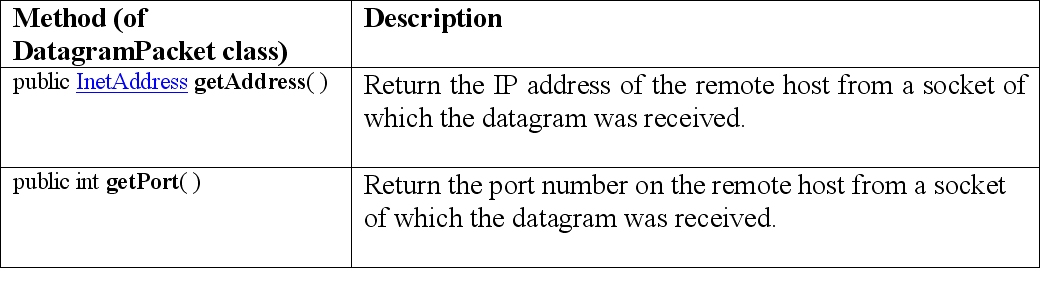 Method (of
DatagramPacket class)
Description
public InetAddress getAddress( )
Return the IP address of the remote host from a socket of
which the datagram was received.
public int getPort( )
Return the port number on the remote host from a socket
of which the datagram was received.